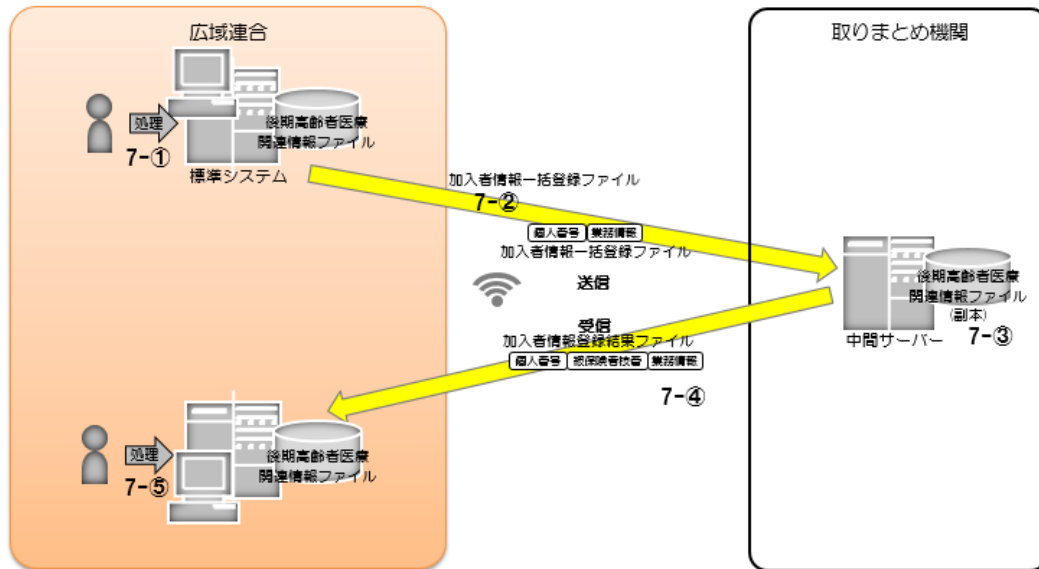 広域連合
取りまとめ機関
処理
7-①
後期高齢者医療
関連情報ファイル
標準システム
加入者情報一括登録ファイル
7-②
個人番号 業務情報
加入者情報一括登録ファイル
送信
後期高齢者医療
関連情報ファイル
(副本)
7-③
中間サーバー
受信
加入者情報登録結果ファイル
個人番号 被保険者枝番 業務情報
7-④
処理
7-⑤
後期高齢者医療
関連情報ファイル